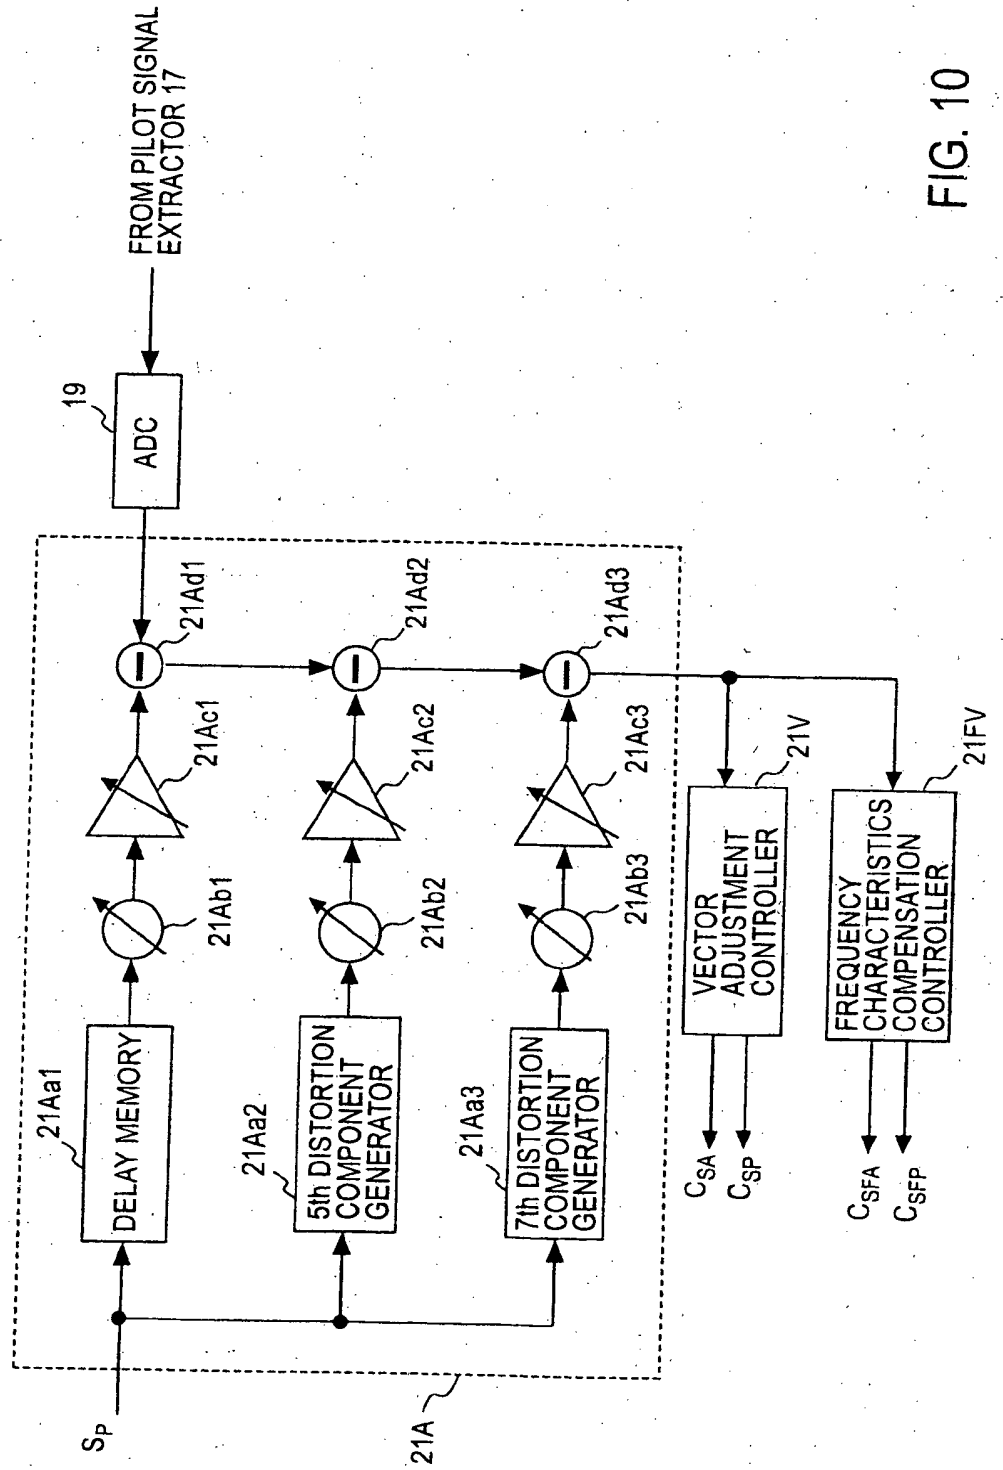 FROM PILOT SIGNAL
EXTRACTOR 17
19
ADC
21Ad1
21Ad2
21Ad3
21Ac1
21Ac2
21Ac3
21Ab1
21Ab2
21Ab3
21Aa1
DELAY MEMORY
21Aa2
5th DISTORTION
COMPONENT
GENERATOR
21Aa3
7th DISTORTION
COMPONENT
GENERATOR
SP
21A
21V
VECTOR
ADJUSTMENT
CONTROLLER
CSA
CSP
21FV
FREQUENCY
CHARACTERISTICS
COMPENSATION
CONTROLLER
CSFA
CSFP
FIG. 10